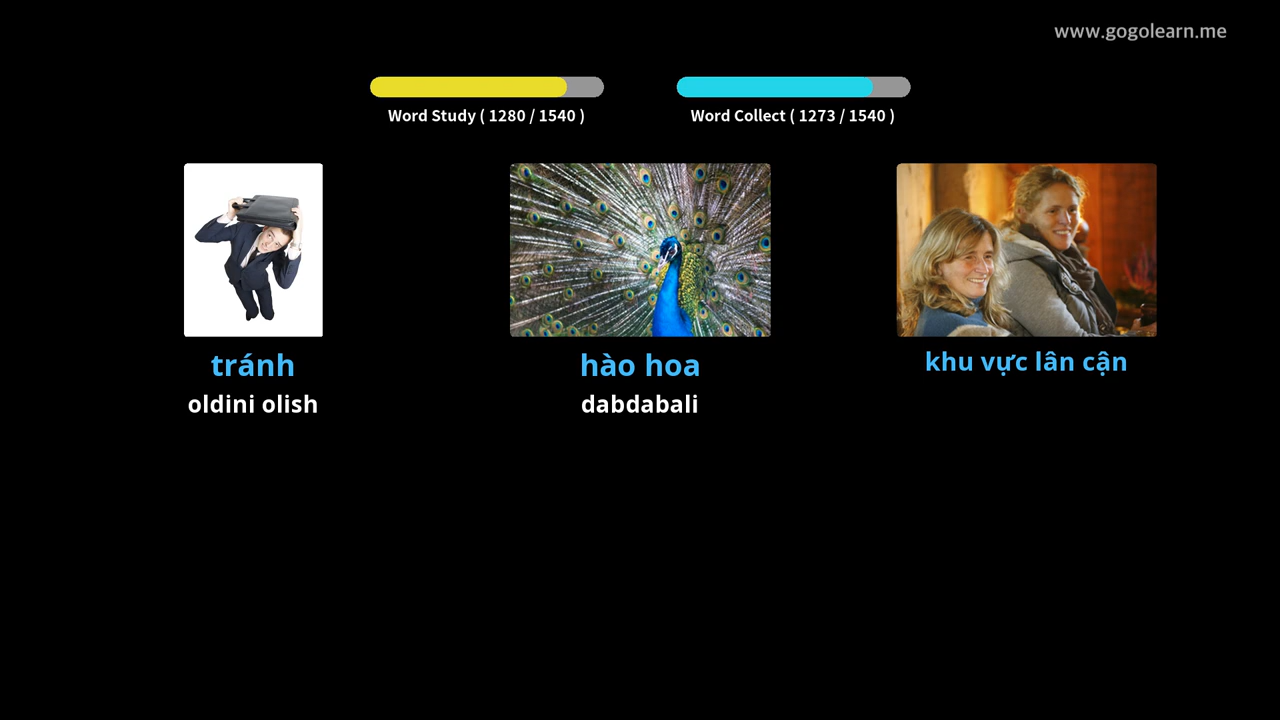 www.gogolearn.me
Word Study ( 1280 / 1540 )
Word Collect ( 1273 / 1540 )
tránh
oldini olish
hào hoa
dabdabali
khu vực lân cận